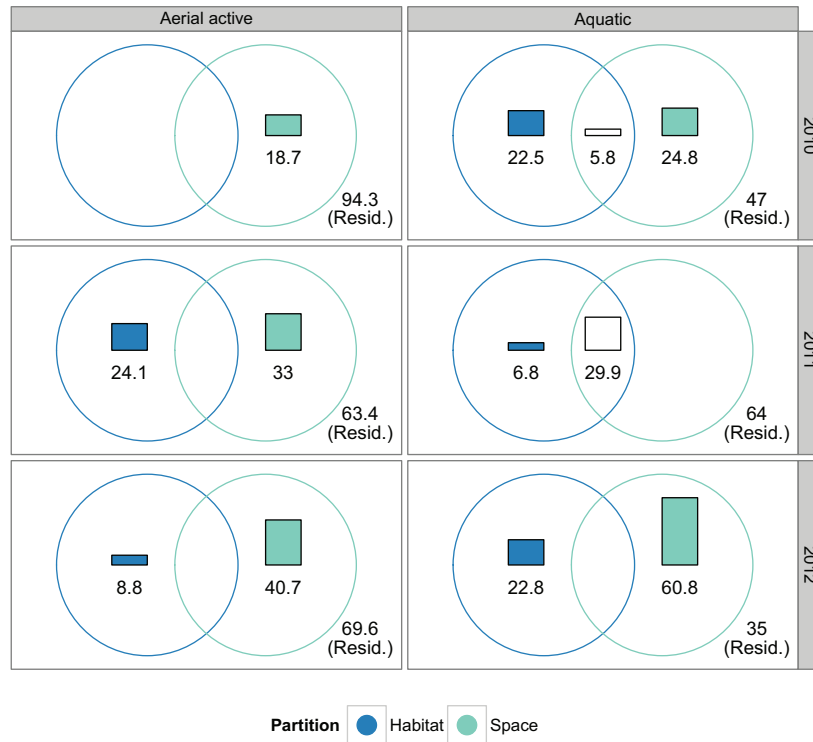 Aerial active
Aquatic
18.7
94.3
(Resid.)
22.5
5.8
24.8
47
(Resid.)
2010
24.1
33
63.4
(Resid.)
6.8
29.9
64
(Resid.)
2011
8.8
40.7
69.6
(Resid.)
22.8
60.8
35
(Resid.)
2012
Partition Habitat Space